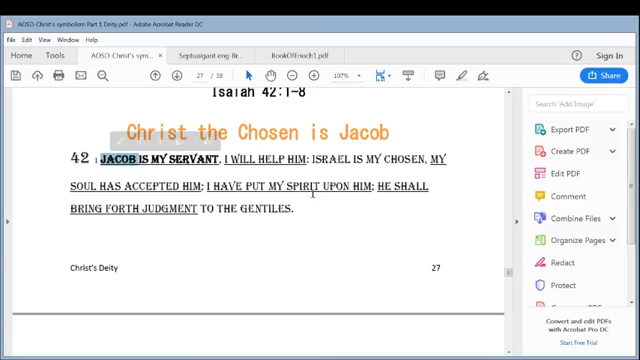 AOSD-Christ's symbolism Part 1 Deity.pdf - Adobe Acrobat Reader DC
File Edit View Window Help
Home Tools AOSD-Christ's sym... × Septuaigant eng-Br... BookOfEnoch1.pdf Sign In
27 / 38 107% Share
Isaiah 42:1-8
Christ the Chosen is Jacob
42 1 JACOB IS MY SERVANT, I WILL HELP HIM: ISRAEL IS MY CHOSEN, MY
SOUL HAS ACCEPTED HIM; I HAVE PUT MY SPIRIT UPON HIM; HE SHALL
BRING FORTH JUDGMENT TO THE GENTILES.
Christ's Deity 27
Search 'Add Image'
Export PDF
Create PDF
Edit PDF
Comment
Combine Files
Organize Pages
Redact
Protect
Convert and edit PDFs
with Acrobat Pro DC
Start Free Trial